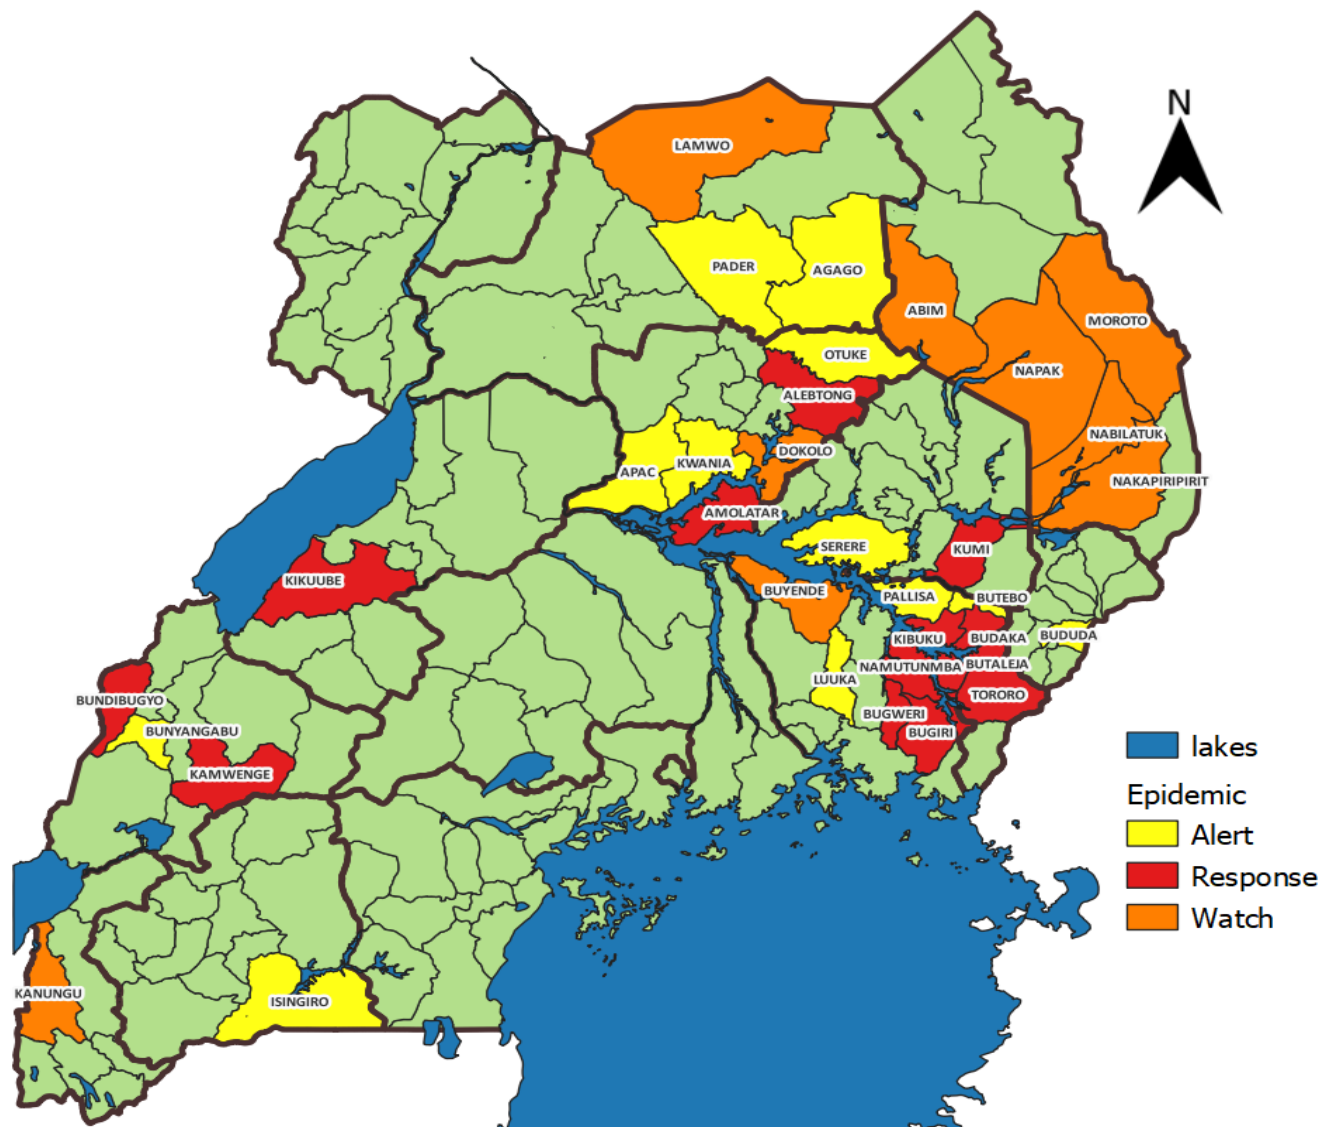 N
LAMWO
PADER
AGAGO
ABIM
MOROTO
OTUKE
NAPAK
ALEBTONG
NABILATUK
DOKOLO
KWANIA
APAC
NAKAPIRIPIRIT
AMOLATAR
SERERE
KUMI
KIKUUBE
BUYENDE
PALLISA
BUTEBO
KIBUKU
BUDAKA
BUDUDA
NAMUTUNMBA
BUTALEJA
LUUKA
TORORO
BUNDIBUGYO
BUGWERI
BUNYANGABU
BUGIRI
KAMWENGE
KANUNGU
ISINGIRO
lakes
Epidemic
Alert
Response
Watch